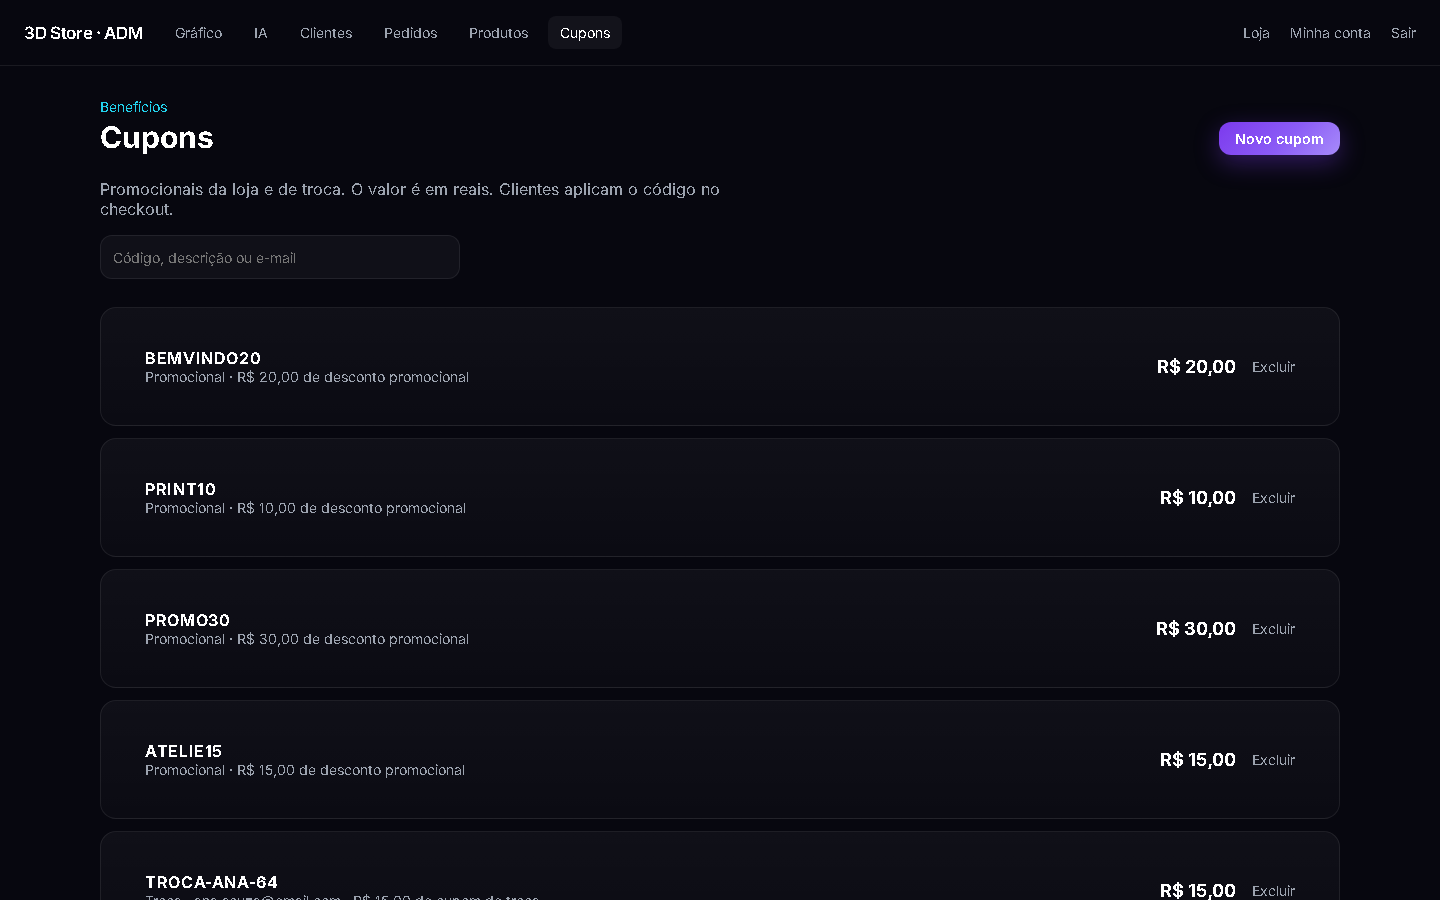 3D Store · ADM Gráfico IA Clientes Pedidos Produtos Cupons Loja Minha conta Sair
Benefícios
Cupons
Novo cupom
Promocionais da loja e de troca. O valor é em reais. Clientes aplicam o código no
checkout.
Código, descrição ou e-mail
BEMVINDO20
Promocional · R$ 20,00 de desconto promocional
R$ 20,00 Excluir
PRINT10
Promocional · R$ 10,00 de desconto promocional
R$ 10,00 Excluir
PROMO30
Promocional · R$ 30,00 de desconto promocional
R$ 30,00 Excluir
ATELIE15
Promocional · R$ 15,00 de desconto promocional
R$ 15,00 Excluir
TROCA-ANA-64
R$ 15,00 Excluir